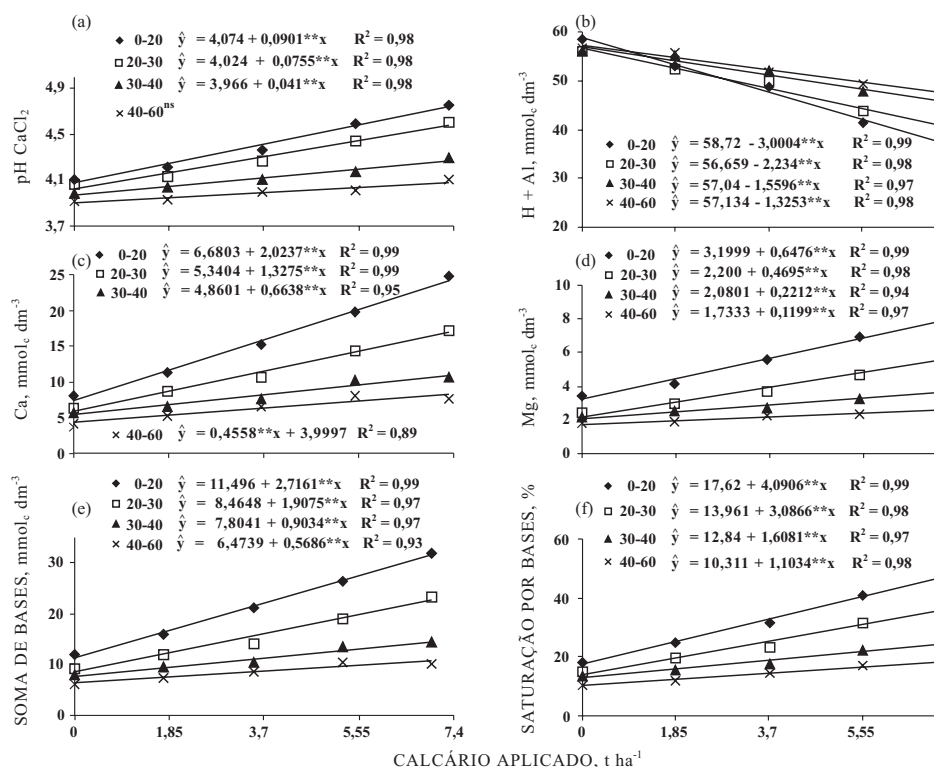 (a)
◆ 0-20 ŷ = 4,074 + 0,0901**x R² = 0,98
□ 20-30 ŷ = 4,024 + 0,0755**x R² = 0,98
▲ 30-40 ŷ = 3,966 + 0,041**x R² = 0,98
× 40-60ⁿˢ
pH CaCl₂
4,9
4,5
4,1
3,7
(b)
H + Al, mmol꜀ dm⁻³
60
50
40
30
20
◆ 0-20 ŷ = 58,72 - 3,0004**x R² = 0,99
□ 20-30 ŷ = 56,659 - 2,234**x R² = 0,98
▲ 30-40 ŷ = 57,04 - 1,5596**x R² = 0,97
× 40-60 ŷ = 57,134 - 1,3253**x R² = 0,98
(c)
◆ 0-20 ŷ = 6,6803 + 2,0237**x R² = 0,99
□ 20-30 ŷ = 5,3404 + 1,3275**x R² = 0,99
▲ 30-40 ŷ = 4,8601 + 0,6638**x R² = 0,95
Ca, mmol꜀ dm⁻³
25
20
15
10
5
0
× 40-60 ŷ = 0,4558**x + 3,9997 R² = 0,89
(d)
◆ 0-20 ŷ = 3,1999 + 0,6476**x R² = 0,99
□ 20-30 ŷ = 2,200 + 0,4695**x R² = 0,98
▲ 30-40 ŷ = 2,0801 + 0,2212**x R² = 0,94
× 40-60 ŷ = 1,7333 + 0,1199**x R² = 0,97
Mg, mmol꜀ dm⁻³
10
8
6
4
2
0
(e)
◆ 0-20 ŷ = 11,496 + 2,7161**x R² = 0,99
□ 20-30 ŷ = 8,4648 + 1,9075**x R² = 0,97
▲ 30-40 ŷ = 7,8041 + 0,9034**x R² = 0,97
× 40-60 ŷ = 6,4739 + 0,5686**x R² = 0,93
SOMA DE BASES, mmol꜀ dm⁻³
30
20
10
0
0 1,85 3,7 5,55 7,4
(f)
◆ 0-20 ŷ = 17,62 + 4,0906**x R² = 0,99
□ 20-30 ŷ = 13,961 + 3,0866**x R² = 0,98
▲ 30-40 ŷ = 12,84 + 1,6081**x R² = 0,97
× 40-60 ŷ = 10,311 + 1,1034**x R² = 0,98
SATURAÇÃO POR BASES, %
60
40
20
0
0 1,85 3,7 5,55
CALCÁRIO APLICADO, t ha⁻¹